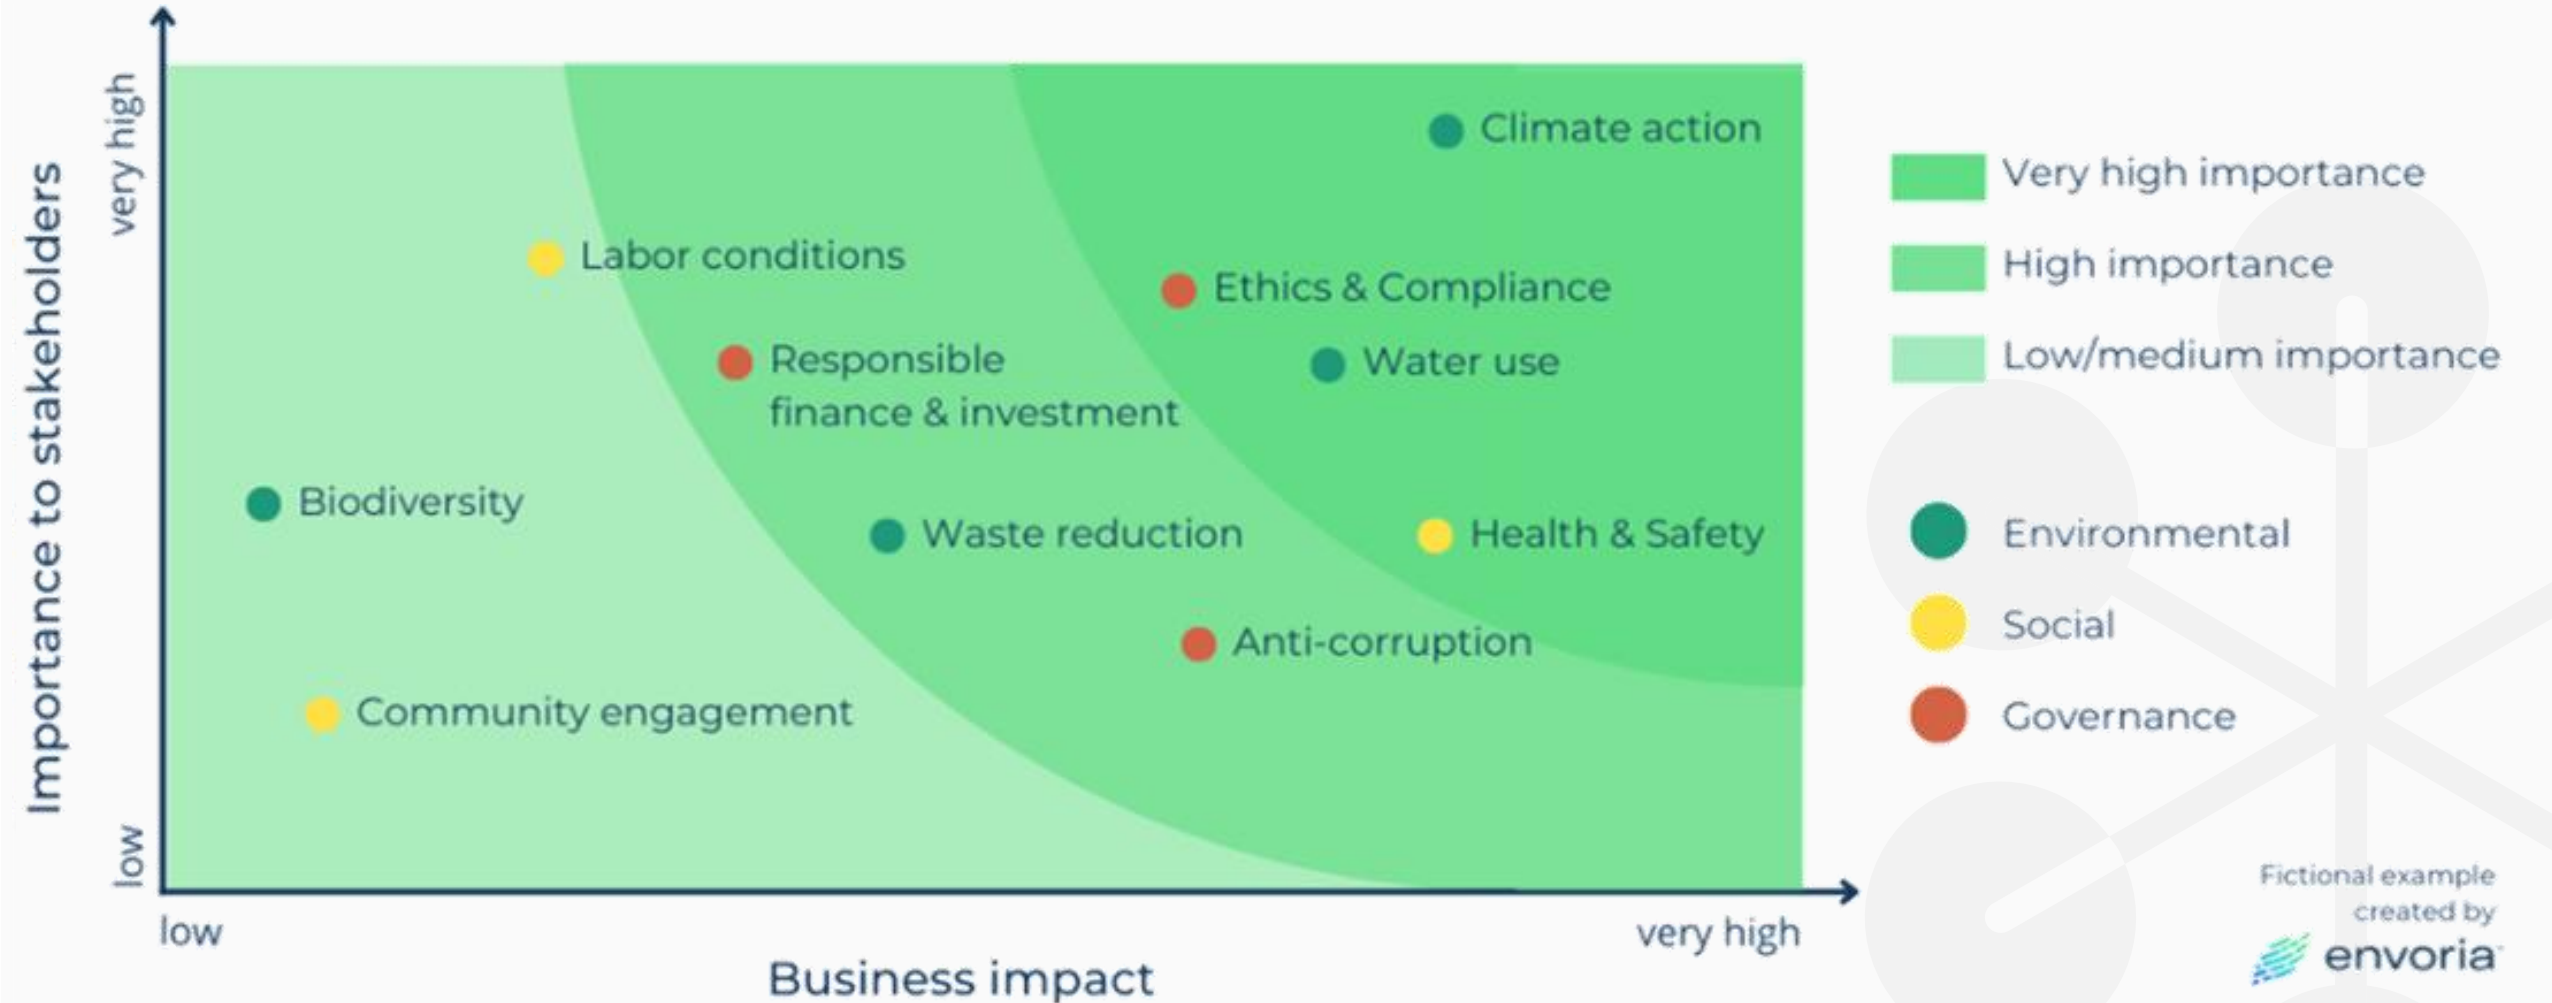 Importance to stakeholders
very high
low
Climate action
Labor conditions
Ethics & Compliance
Responsible
finance & investment
Water use
Biodiversity
Waste reduction
Health & Safety
Anti-corruption
Community engagement
low
very high
Business impact
Very high importance
High importance
Low/medium importance
Environmental
Social
Governance
Fictional example
created by
envoria